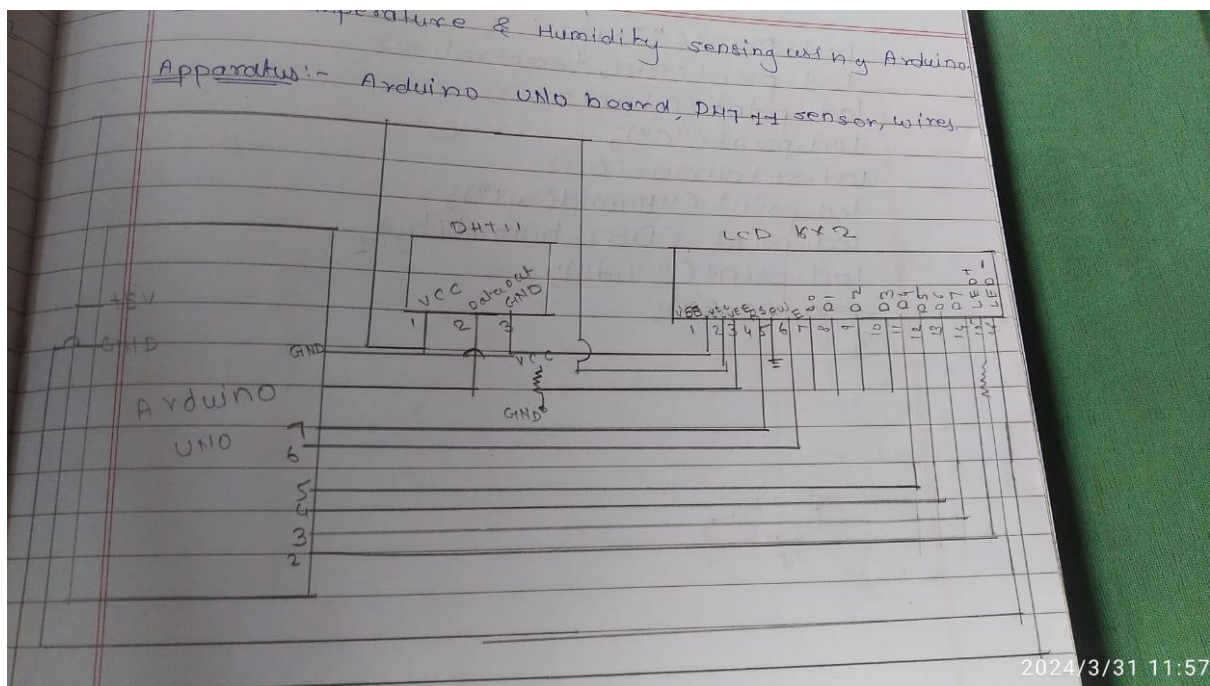 Temperature & Humidity sensing using Arduino
Apparatus:- Arduino UNO board, DHT 11 sensor, wires
DHT11
LCD 16x2
VCC Data out GND
VSS VCC VEE RS R/W E D0 D1 D2 D3 D4 D5 D6 D7 LED+ LED-
1 2 3
1 2 3 4 5 6 7 8 9 10 11 12 13 14
+5V
GND
GND
VCC
GND
Arduino
UNO
7
6
5
4
3
2
2024/3/31 11:57